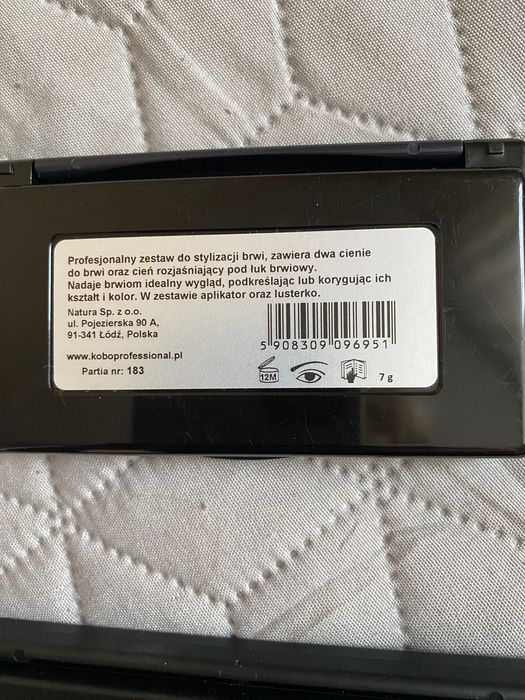 Profesjonalny zestaw do stylizacji brwi, zawiera dwa cienie
do brwi oraz cień rozjaśniający pod łuk brwiowy.
Nadaje brwiom idealny wygląd, podkreślając lub korygując ich
kształt i kolor. W zestawie aplikator oraz lusterko.
Natura Sp. z o.o.
ul. Pojezierska 90 A,
91-341 Łódź, Polska
www.koboprofessional.pl
Partia nr: 183
5 908309 096951
12M
7 g